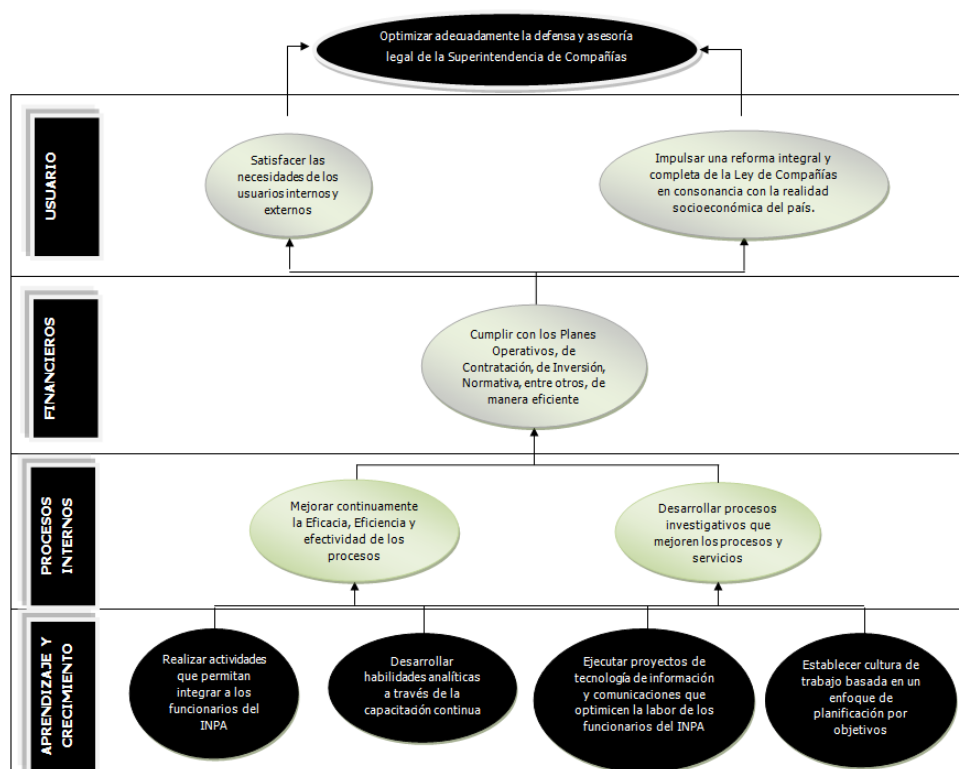 Optimizar adecuadamente la defensa y asesoría
legal de la Superintendencia de Compañías
USUARIO
Satisfacer las
necesidades de los
usuarios internos y
externos
Impulsar una reforma integral y
completa de la Ley de Compañías
en consonancia con la realidad
socioeconómica del país.
FINANCIEROS
Cumplir con los Planes
Operativos, de
Contratación, de Inversión,
Normativa, entre otros, de
manera eficiente
PROCESOS
INTERNOS
Mejorar continuamente
la Eficacia, Eficiencia y
efectividad de los
procesos
Desarrollar procesos
investigativos que
mejoren los procesos y
servicios
APRENDIZAJE Y
CRECIMIENTO
Realizar actividades
que permitan
integrar a los
funcionarios del
INPA
Desarrollar
habilidades analíticas
a través de la
capacitación continua
Ejecutar proyectos de
tecnología de información
y comunicaciones que
optimicen la labor de los
funcionarios del INPA
Establecer cultura de
trabajo basada en un
enfoque de
planificación por
objetivos